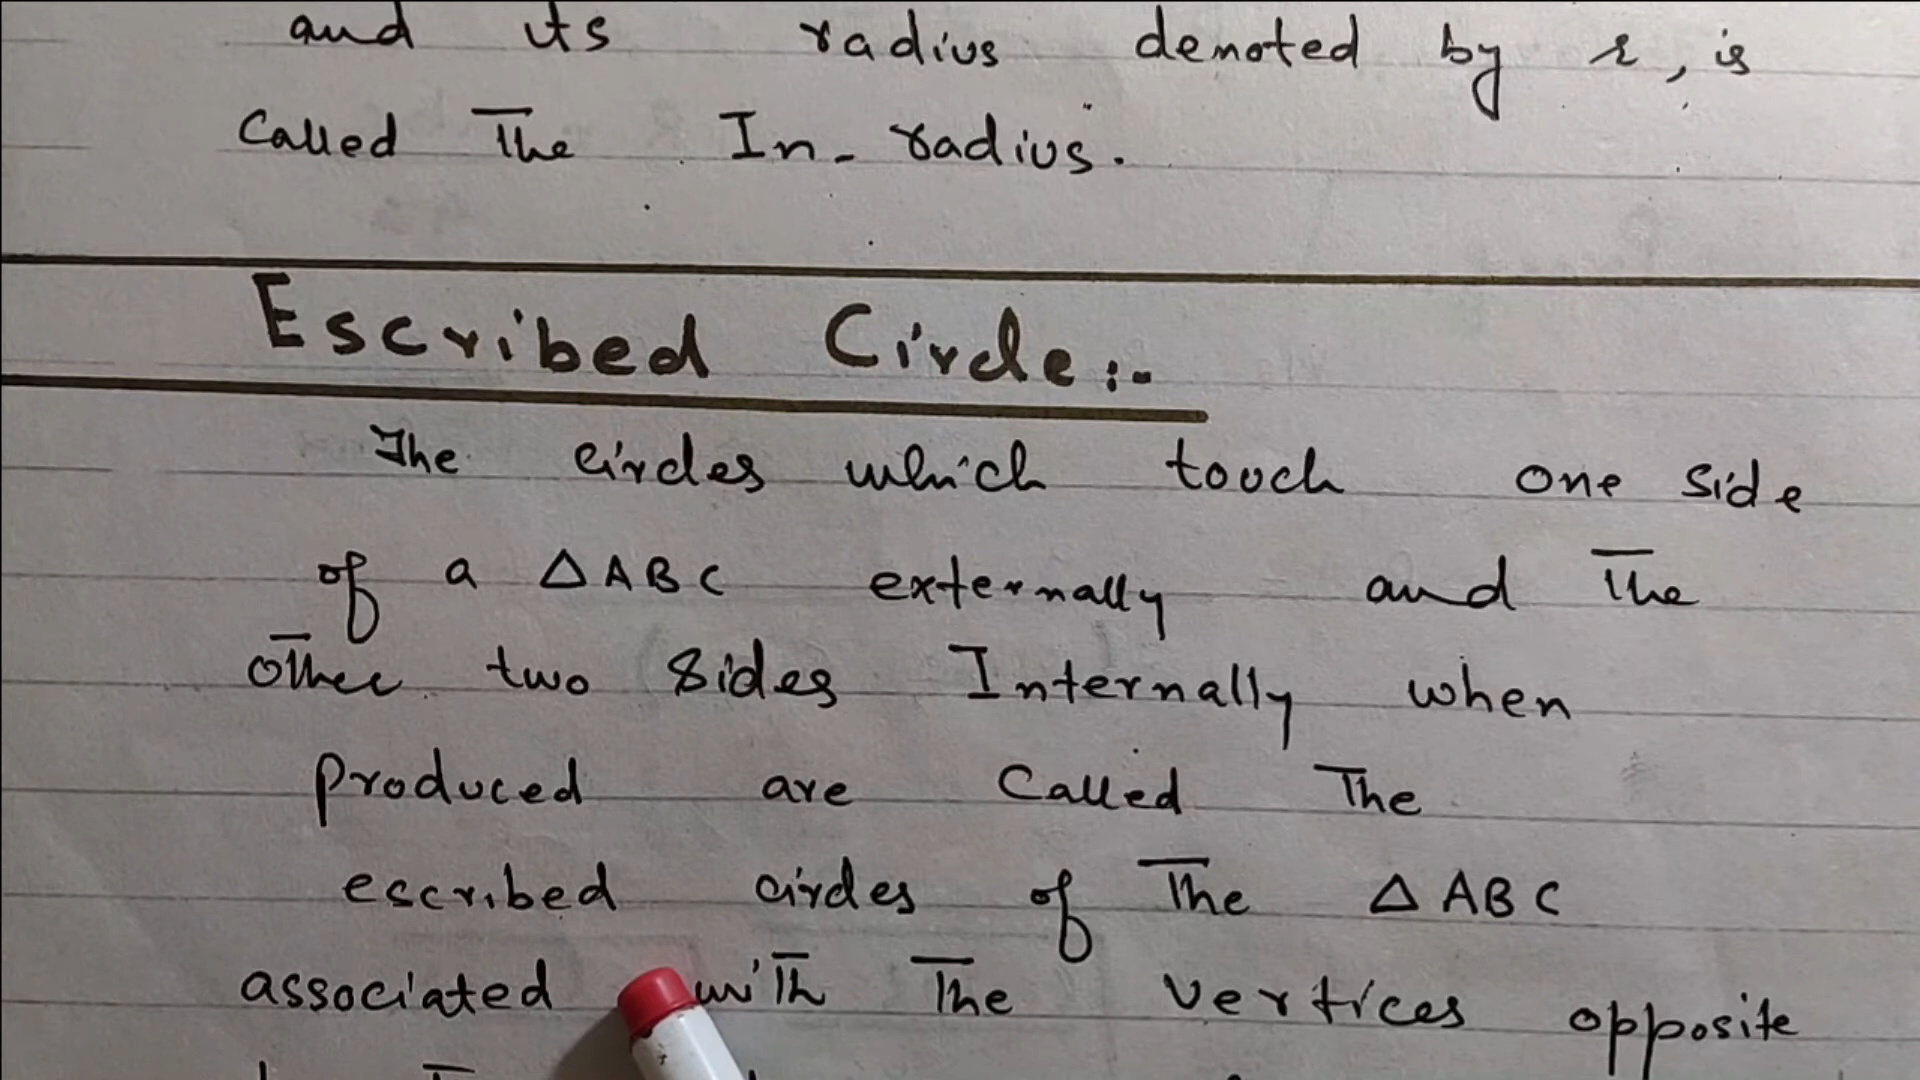 and its radius denoted by r, is
Called The In-radius.
Escribed Circle:-
The circles which touch one side
of a △ABC externally and The
other two sides Internally when
produced are Called The
escribed circles of The △ABC
associated with The vertices opposite